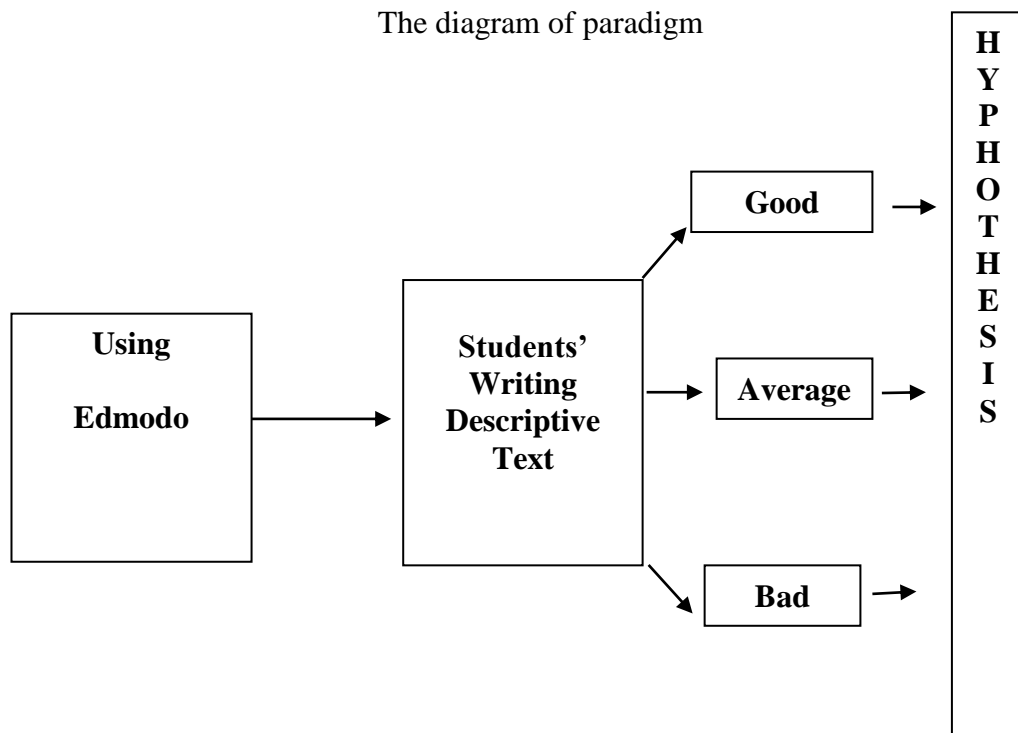 The diagram of paradigm
Using
Edmodo
Students’
Writing
Descriptive
Text
Good
Average
Bad
H
Y
P
H
O
T
H
E
S
I
S